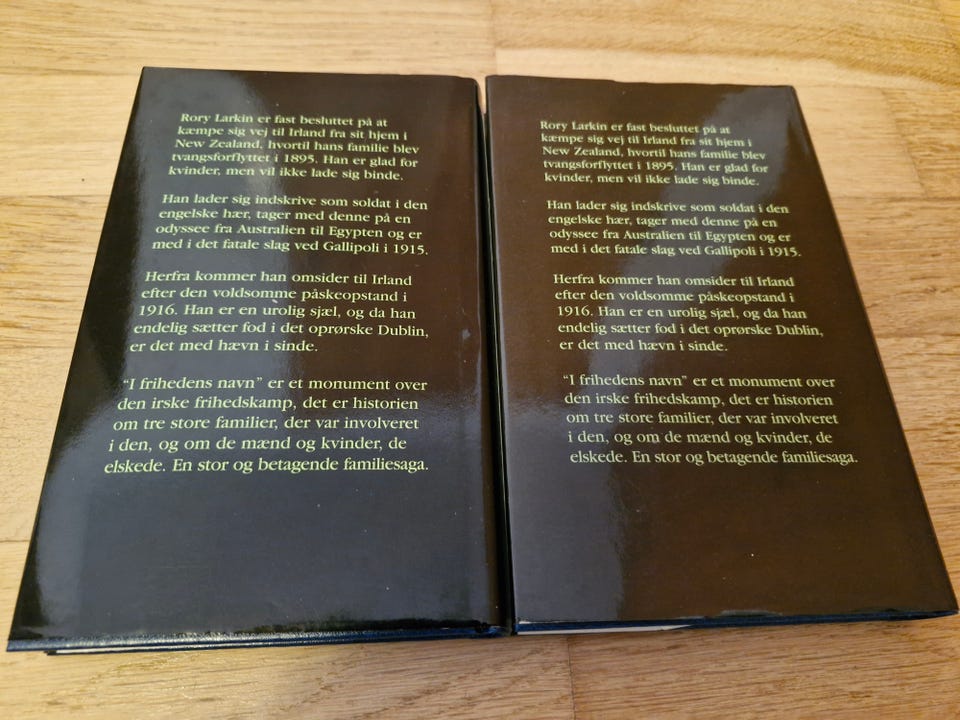 Rory Larkin er fast besluttet på at
kæmpe sig vej til Irland fra sit hjem i
New Zealand, hvortil hans familie blev
tvangsforflyttet i 1895. Han er glad for
kvinder, men vil ikke lade sig binde.
Han lader sig indskrive som soldat i den
engelske hær, tager med denne på en
odyssee fra Australien til Egypten og er
med i det fatale slag ved Gallipoli i 1915.
Herfra kommer han omsider til Irland
efter den voldsomme påskeopstand i
1916. Han er en urolig sjæl, og da han
endelig sætter fod i det oprørske Dublin,
er det med hævn i sinde.
"I frihedens navn" er et monument over
den irske frihedskamp, det er historien
om tre store familier, der var involveret
i den, og om de mænd og kvinder, de
elskede. En stor og betagende familiesaga.
Rory Larkin er fast besluttet på at
kæmpe sig vej til Irland fra sit hjem i
New Zealand, hvortil hans familie blev
tvangsforflyttet i 1895. Han er glad for
kvinder, men vil ikke lade sig binde.
Han lader sig indskrive som soldat i den
engelske hær, tager med denne på en
odyssee fra Australien til Egypten og er
med i det fatale slag ved Gallipoli i 1915.
Herfra kommer han omsider til Irland
efter den voldsomme påskeopstand i
1916. Han er en urolig sjæl, og da han
endelig sætter fod i det oprørske Dublin,
er det med hævn i sinde.
"I frihedens navn" er et monument over
den irske frihedskamp, det er historien
om tre store familier, der var involveret
i den, og om de mænd og kvinder, de
elskede. En stor og betagende familiesaga.